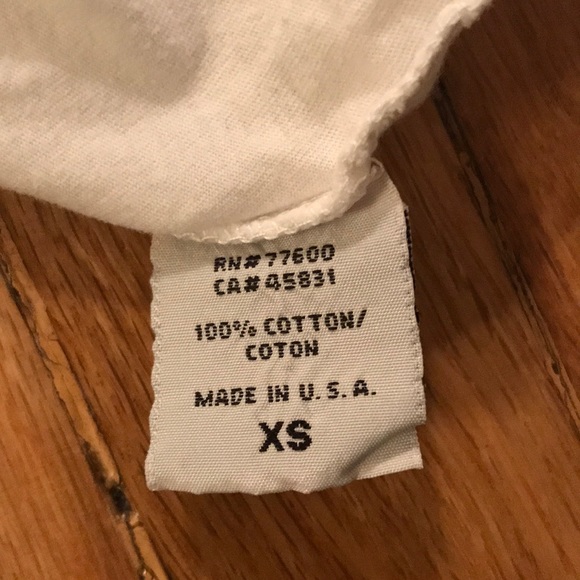 RN# 77600
CA# 45831
100% COTTON/
COTON
MADE IN U.S.A.
XS